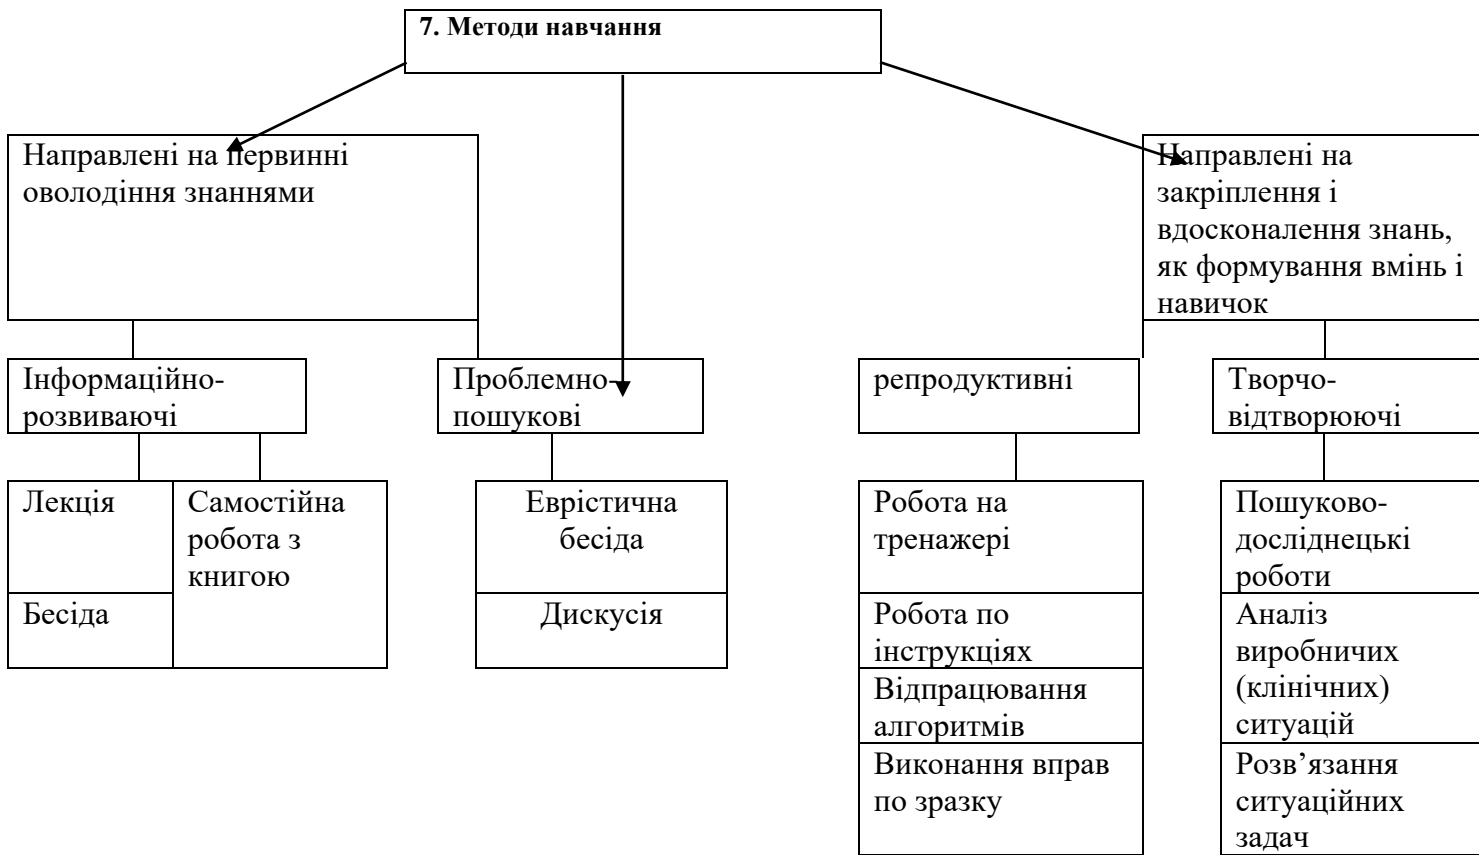 7. Методи навчання
Направлені на первинні
оволодіння знаннями
Направлені на
закріплення і
вдосконалення знань,
як формування вмінь і
навичок
Інформаційно-
розвиваючі
Проблемно-
пошукові
репродуктивні
Творчо-
відтворюючі
Лекція
Самостійна
робота з
книгою
Бесіда
Еврістична
бесіда
Дискусія
Робота на
тренажері
Робота по
інструкціях
Відпрацювання
алгоритмів
Виконання вправ
по зразку
Пошуково-
досліднецькі
роботи
Аналіз
виробничих
(клінічних)
ситуацій
Розв’язання
ситуаційних
задач